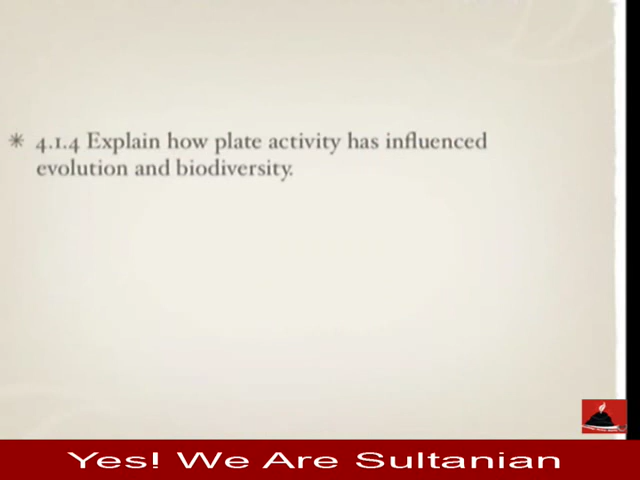 * 4.1.4 Explain how plate activity has influenced
evolution and biodiversity.
Yes! We Are Sultanian